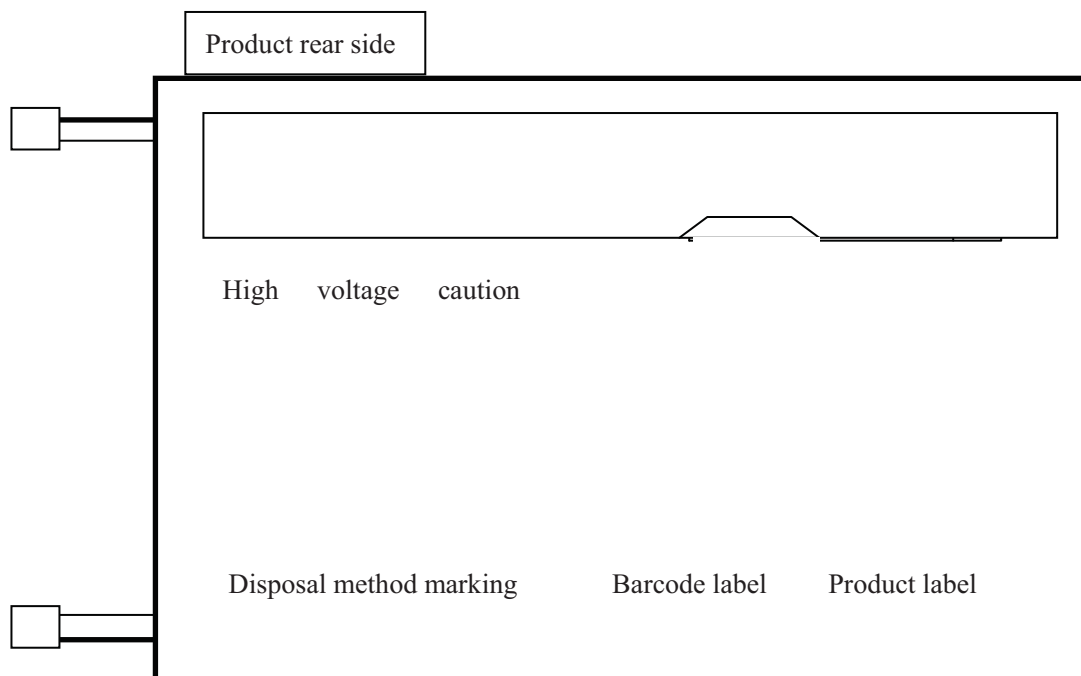 Product rear side
High voltage caution
Disposal method marking Barcode label Product label